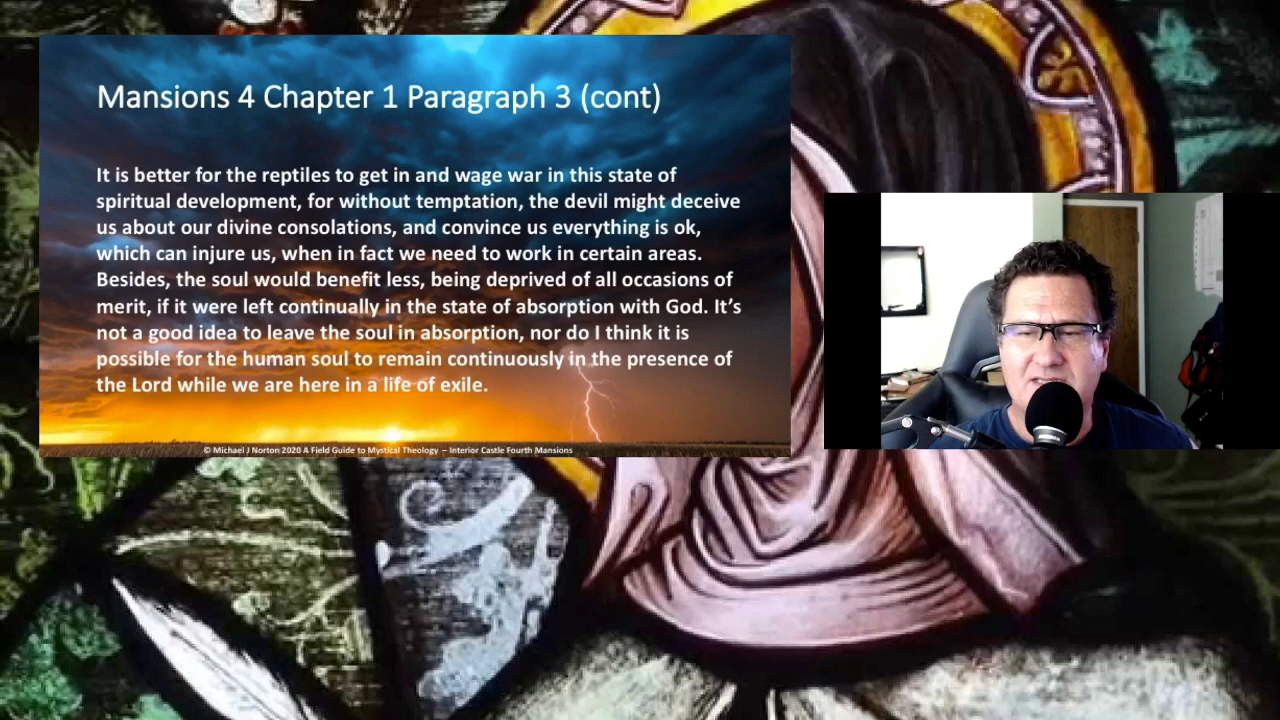 Mansions 4 Chapter 1 Paragraph 3 (cont)
It is better for the reptiles to get in and wage war in this state of
spiritual development, for without temptation, the devil might deceive
us about our divine consolations, and convince us everything is ok,
which can injure us, when in fact we need to work in certain areas.
Besides, the soul would benefit less, being deprived of all occasions of
merit, if it were left continually in the state of absorption with God. It’s
not a good idea to leave the soul in absorption, nor do I think it is
possible for the human soul to remain continuously in the presence of
the Lord while we are here in a life of exile.
© Michael J Norton 2020 A Field Guide to Mystical Theology – Interior Castle Fourth Mansions